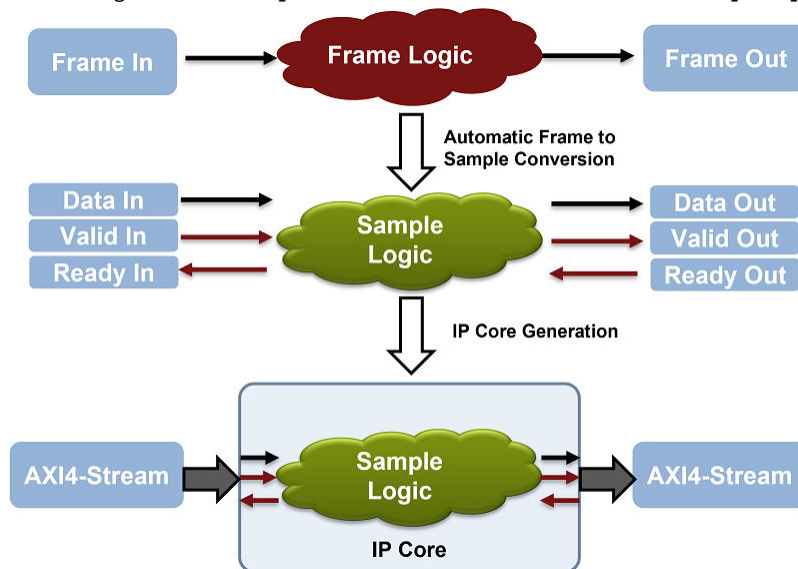 Frame In
Frame Logic
Frame Out
Automatic Frame to
Sample Conversion
Data In
Valid In
Ready In
Sample
Logic
Data Out
Valid Out
Ready Out
IP Core Generation
AXI4-Stream
Sample
Logic
IP Core
AXI4-Stream